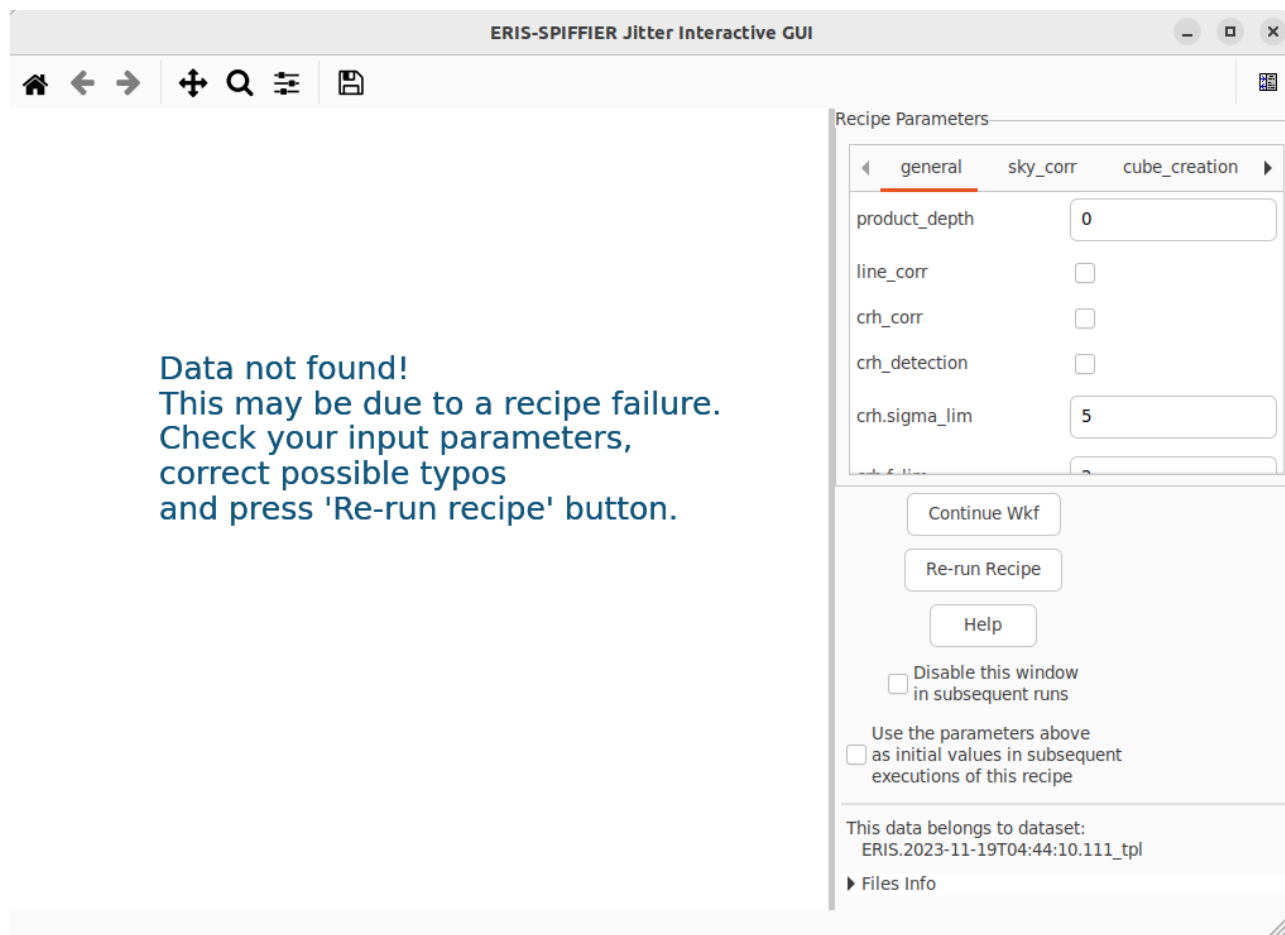 ERIS-SPIFFIER Jitter Interactive GUI
Recipe Parameters
general sky_corr cube_creation
product_depth 0
line_corr
crh_corr
crh_detection
crh.sigma_lim 5
Data not found!
This may be due to a recipe failure.
Check your input parameters,
correct possible typos
and press 'Re-run recipe' button.
Continue Wkf
Re-run Recipe
Help
Disable this window
in subsequent runs
Use the parameters above
as initial values in subsequent
executions of this recipe
This data belongs to dataset:
ERIS.2023-11-19T04:44:10.111_tpl
Files Info